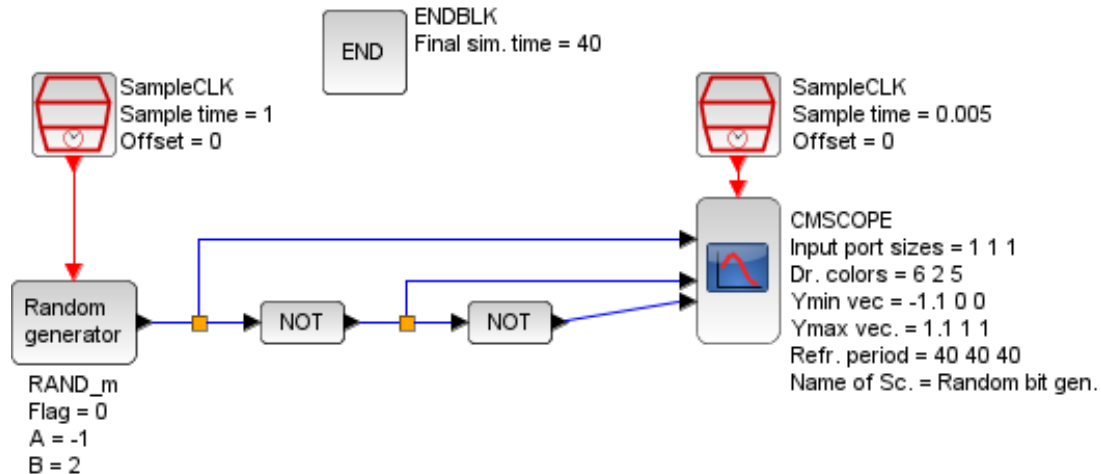 END
ENDBLK
Final sim. time = 40
SampleCLK
Sample time = 1
Offset = 0
SampleCLK
Sample time = 0.005
Offset = 0
Random
generator
NOT
NOT
CMSCOPE
Input port sizes = 1 1 1
Dr. colors = 6 2 5
Ymin vec = -1.1 0 0
Ymax vec. = 1.1 1 1
Refr. period = 40 40 40
Name of Sc. = Random bit gen.
RAND_m
Flag = 0
A = -1
B = 2